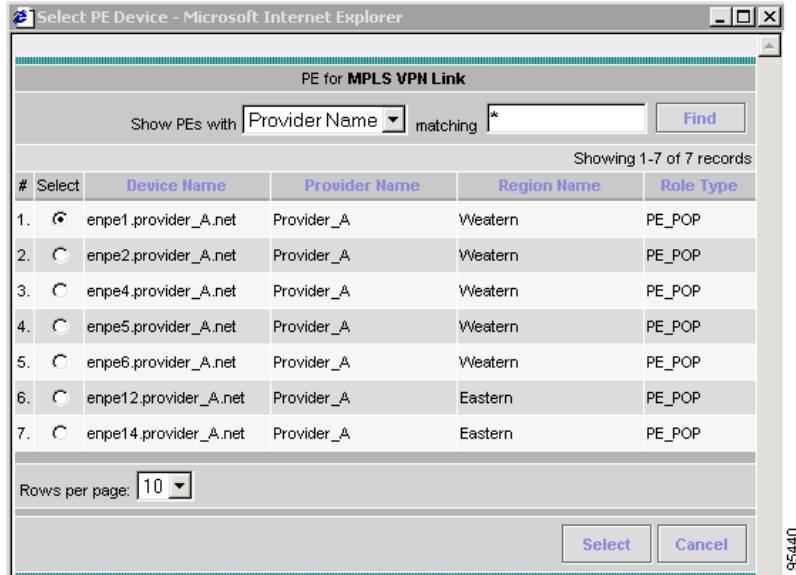 Select PE Device - Microsoft Internet Explorer
PE for MPLS VPN Link
Show PEs with Provider Name matching * Find
Showing 1-7 of 7 records
# Select Device Name Provider Name Region Name Role Type
1. enpe1.provider_A.net Provider_A Weatern PE_POP
2. enpe2.provider_A.net Provider_A Weatern PE_POP
3. enpe4.provider_A.net Provider_A Weatern PE_POP
4. enpe5.provider_A.net Provider_A Weatern PE_POP
5. enpe6.provider_A.net Provider_A Weatern PE_POP
6. enpe12.provider_A.net Provider_A Eastern PE_POP
7. enpe14.provider_A.net Provider_A Eastern PE_POP
Rows per page: 10
Select Cancel
95440